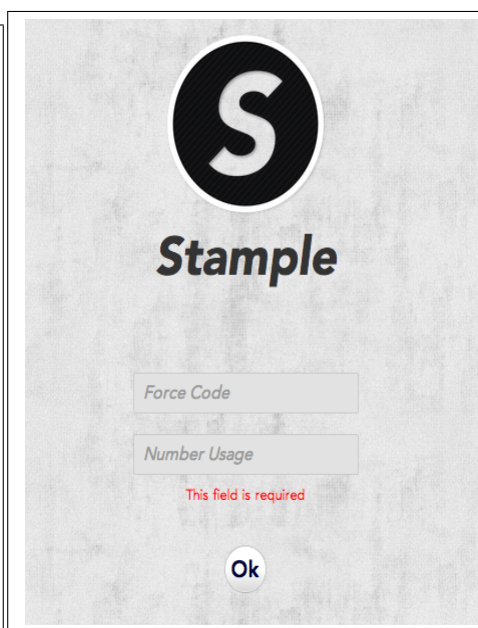 S
Stample
Force Code
Number Usage
This field is required
Ok